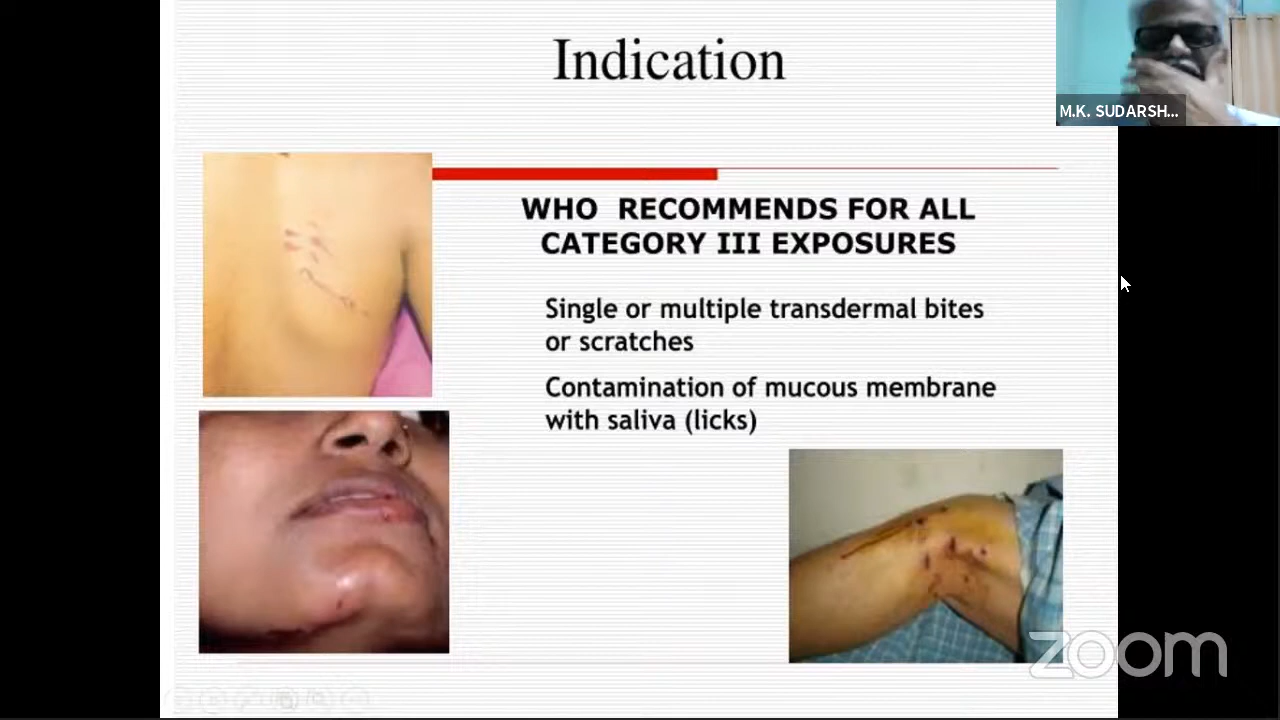 Indication
M.K. SUDARSH...
WHO RECOMMENDS FOR ALL
CATEGORY III EXPOSURES
Single or multiple transdermal bites
or scratches
Contamination of mucous membrane
with saliva (licks)
zoom